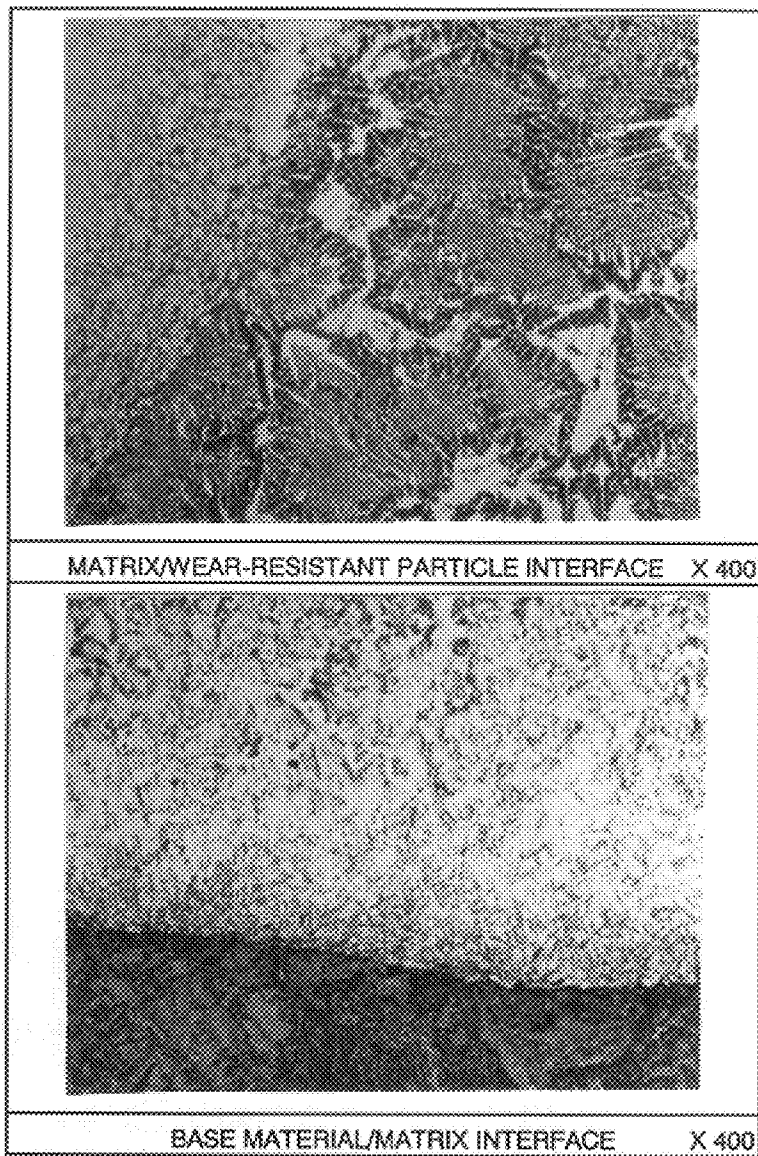 MATRIX/WEAR-RESISTANT PARTICLE INTERFACE X 400
BASE MATERIAL/MATRIX INTERFACE X 400